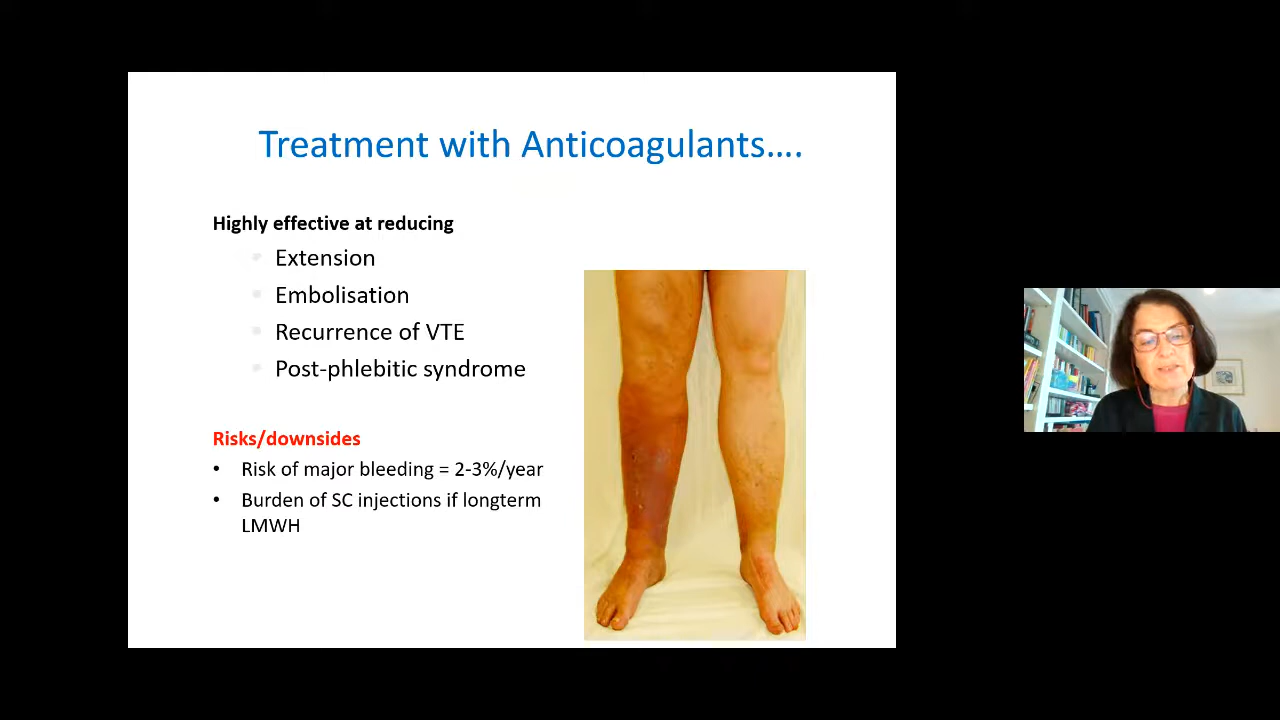 Treatment with Anticoagulants….
Highly effective at reducing
Extension
Embolisation
Recurrence of VTE
Post-phlebitic syndrome
Risks/downsides
• Risk of major bleeding = 2-3%/year
• Burden of SC injections if longterm
LMWH